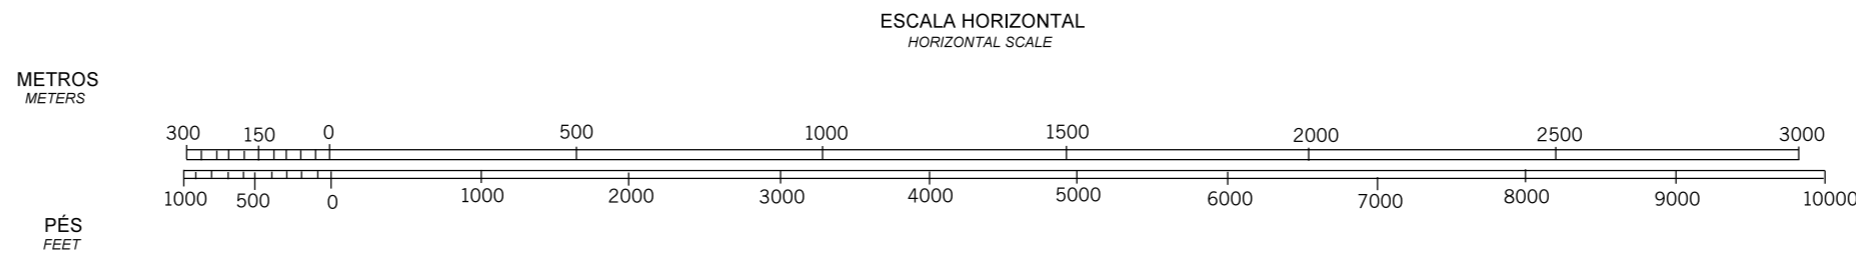 ESCALA HORIZONTAL
HORIZONTAL SCALE
METROS
METERS
300 150 0 500 1000 1500 2000 2500 3000
1000 500 0 1000 2000 3000 4000 5000 6000 7000 8000 9000 10000
PÉS
FEET